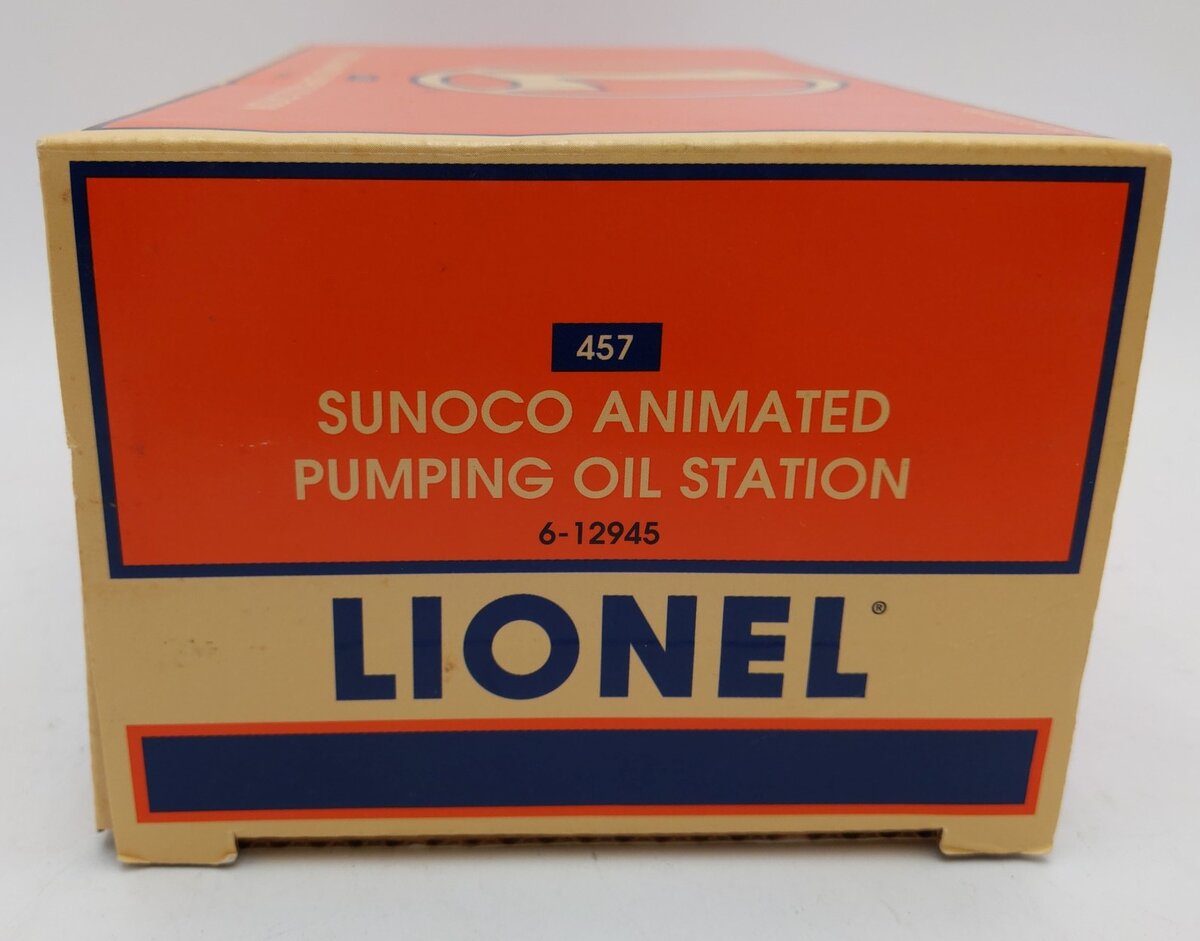 457
SUNOCO ANIMATED
PUMPING OIL STATION
6-12945
LIONEL®